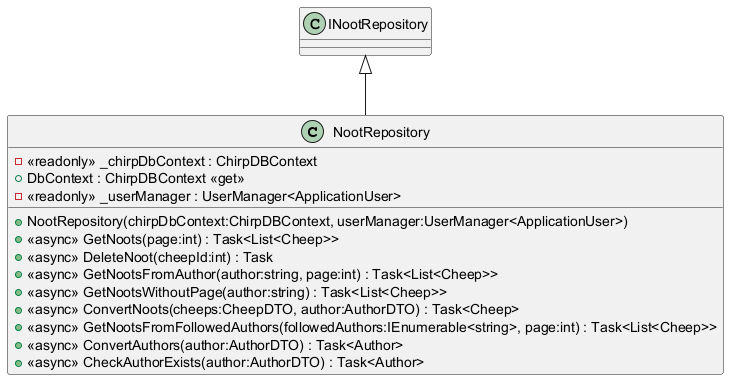 C INootRepository
C NootRepository
«readonly» _chirpDbContext : ChirpDBContext
DbContext : ChirpDBContext «get»
«readonly» _userManager : UserManager<ApplicationUser>
NootRepository(chirpDbContext:ChirpDBContext, userManager:UserManager<ApplicationUser>)
«async» GetNoots(page:int) : Task<List<Cheep>>
«async» DeleteNoot(cheepId:int) : Task
«async» GetNootsFromAuthor(author:string, page:int) : Task<List<Cheep>>
«async» GetNootsWithoutPage(author:string) : Task<List<Cheep>>
«async» ConvertNoots(cheeps:CheepDTO, author:AuthorDTO) : Task<Cheep>
«async» GetNootsFromFollowedAuthors(followedAuthors:IEnumerable<string>, page:int) : Task<List<Cheep>>
«async» ConvertAuthors(author:AuthorDTO) : Task<Author>
«async» CheckAuthorExists(author:AuthorDTO) : Task<Author>